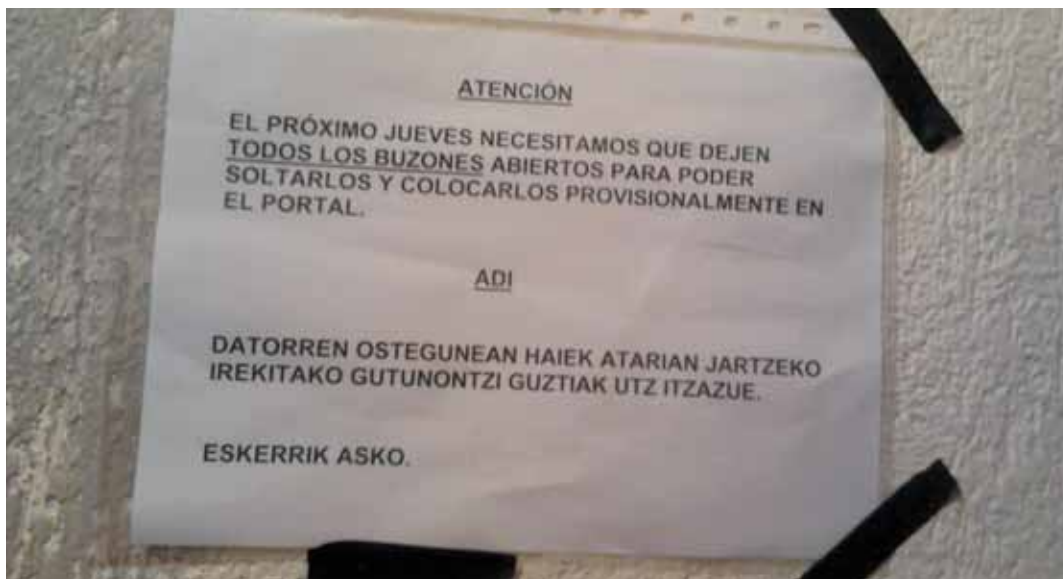 ATENCIÓN
EL PRÓXIMO JUEVES NECESITAMOS QUE DEJEN
TODOS LOS BUZONES ABIERTOS PARA PODER
SOLTARLOS Y COLOCARLOS PROVISIONALMENTE EN
EL PORTAL.
ADI
DATORREN OSTEGUNEAN HAIEK ATARIAN JARTZEKO
IREKITAKO GUTUNONTZI GUZTIAK UTZ ITZAZUE.
ESKERRIK ASKO.